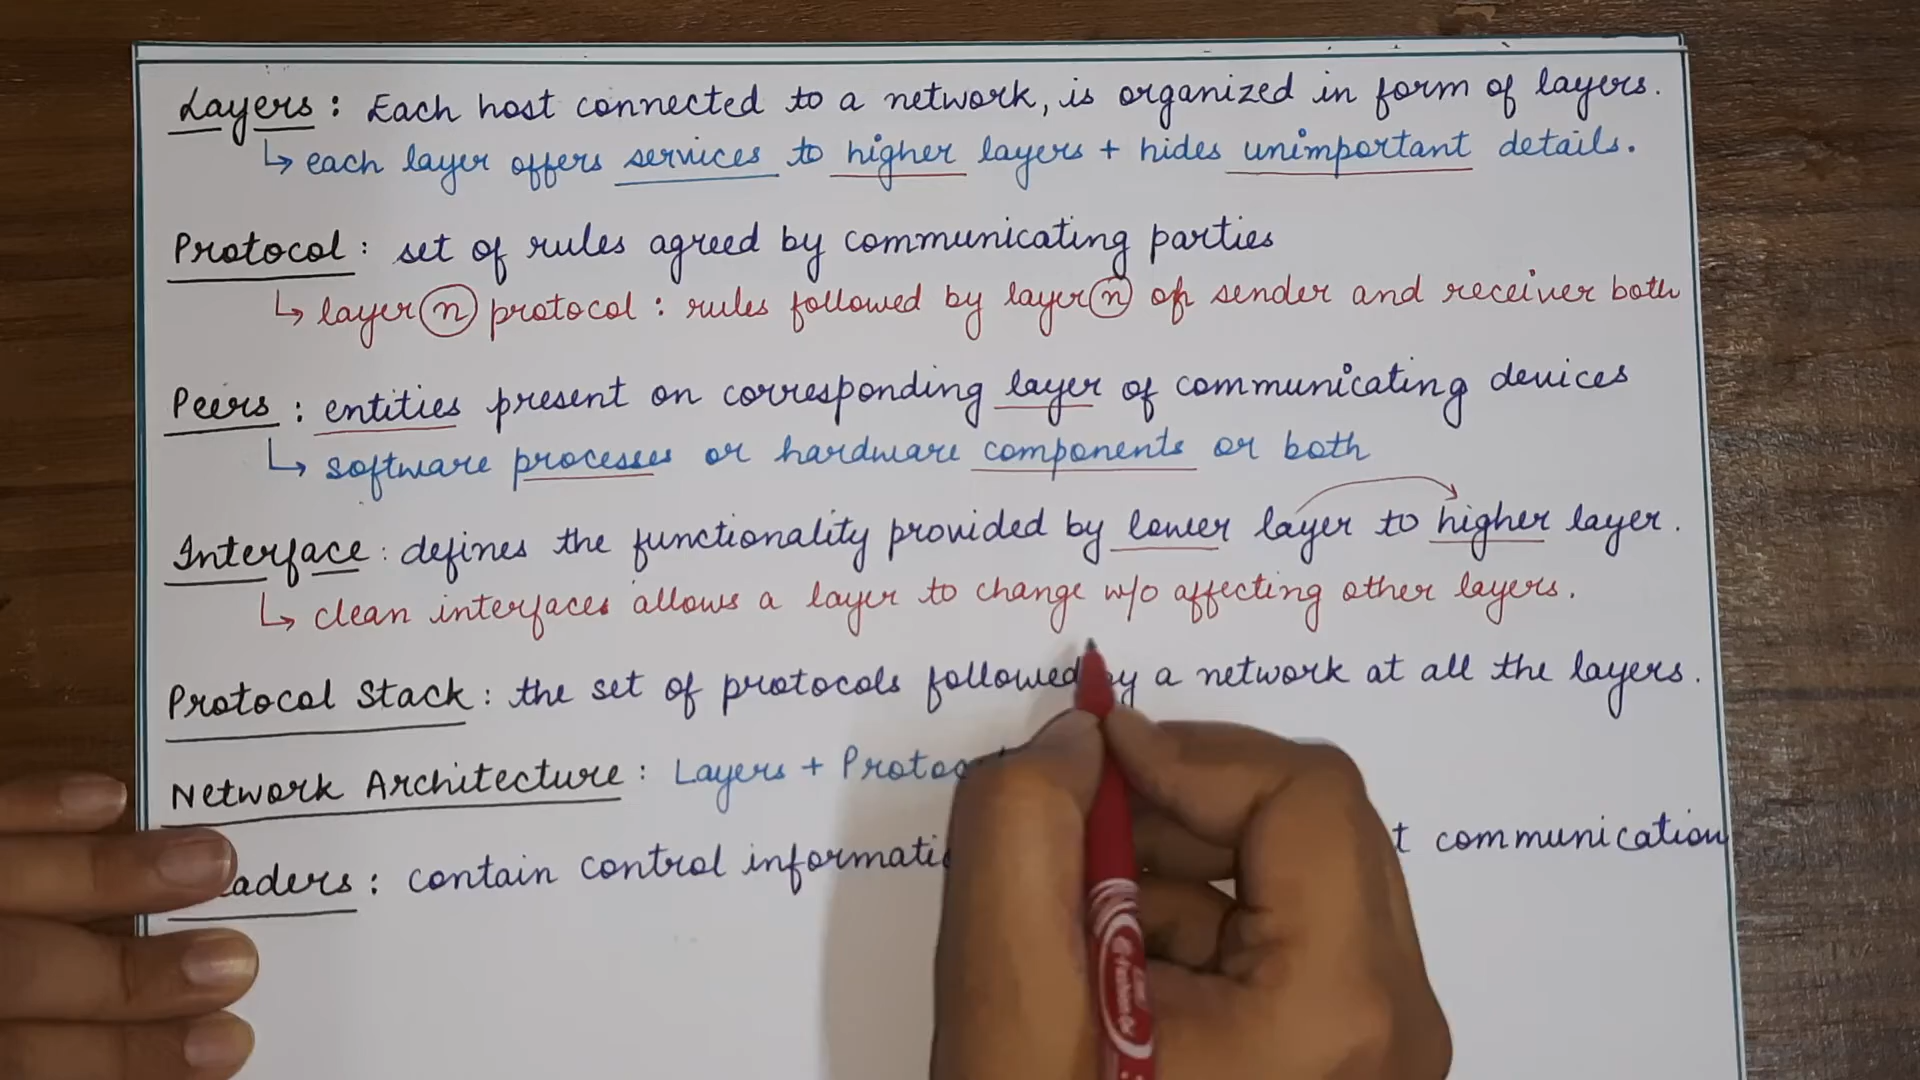 Layers : Each host connected to a network, is organized in form of layers.
↳ each layer offers services to higher layers + hides unimportant details.
Protocol : set of rules agreed by communicating parties
↳ layer n protocol : rules followed by layer n of sender and receiver both
Peers : entities present on corresponding layer of communicating devices
↳ software processes or hardware components or both
Interface : defines the functionality provided by lower layer to higher layer.
↳ clean interfaces allows a layer to change w/o affecting other layers.
Protocol Stack : the set of protocols followed by a network at all the layers.
Network Architecture : Layers +
: contain control communication